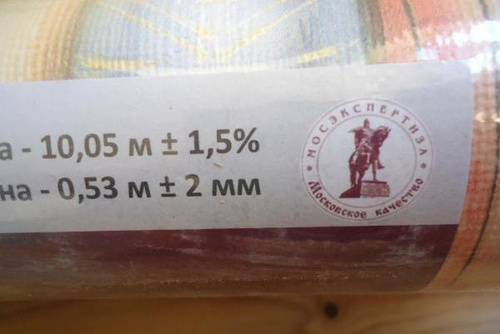 а - 10,05 м ± 1,5%
на - 0,53 м ± 2 мм
МОСЭКСПЕРТИЗА
Московское качество